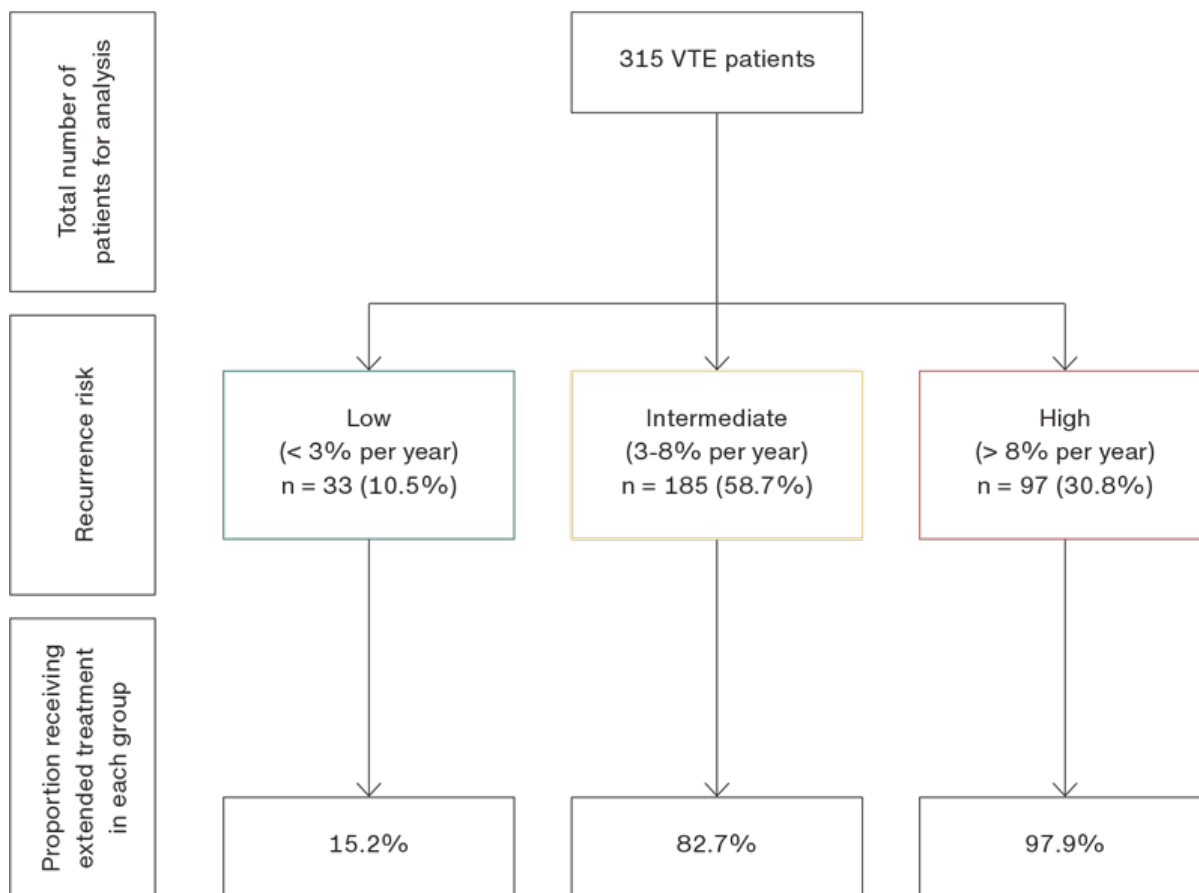 Total number of
patients for analysis
315 VTE patients
Recurrence risk
Low
(< 3% per year)
n = 33 (10.5%)
Intermediate
(3-8% per year)
n = 185 (58.7%)
High
(> 8% per year)
n = 97 (30.8%)
Proportion receiving
extended treatment
in each group
15.2%
82.7%
97.9%